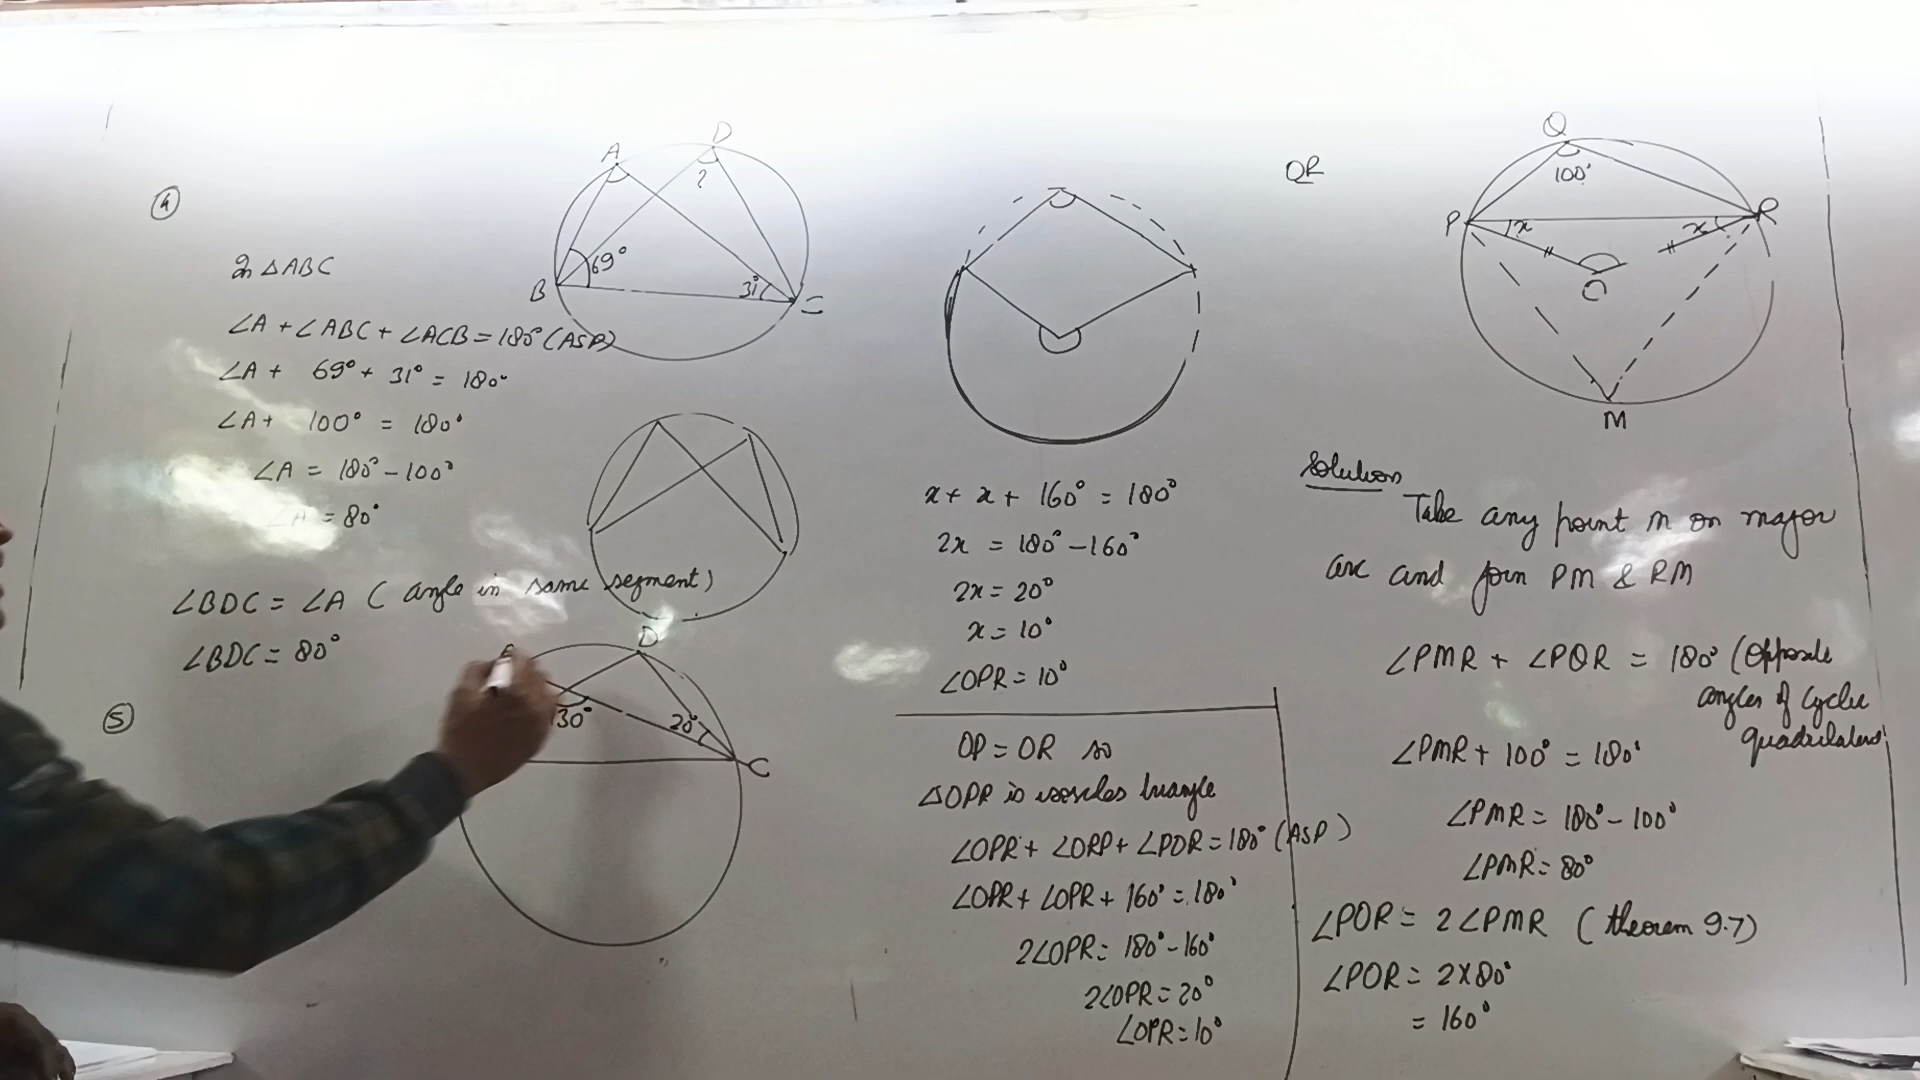 4
A
D
?
69°
31°
B
C
In △ABC
∠A + ∠ABC + ∠ACB = 180° (ASP)
∠A + 69° + 31° = 180°
∠A + 100° = 180°
∠A = 180° - 100°
∠A = 80°
∠BDC = ∠A ( angle in same segment )
∠BDC = 80°
5
D
130°
20°
C
x + x + 160° = 180°
2x = 180° - 160°
2x = 20°
x = 10°
∠OPR = 10°
OP = OR so
△OPR is isosceles triangle
∠OPR + ∠ORP + ∠POR = 180° (ASP)
∠OPR + ∠OPR + 160° = 180°
2∠OPR = 180° - 160°
2∠OPR = 20°
∠OPR = 10°
QR
Q
100°
P
R
x
x
O
M
Solution
Take any point M on major
arc and join PM & RM
∠PMR + ∠PQR = 180° (Opposite
angles of cyclic
quadrilateral
∠PMR + 100° = 180°
∠PMR = 180° - 100°
∠PMR = 80°
∠POR = 2∠PMR ( theorem 9.7)
∠POR = 2 × 80°
= 160°